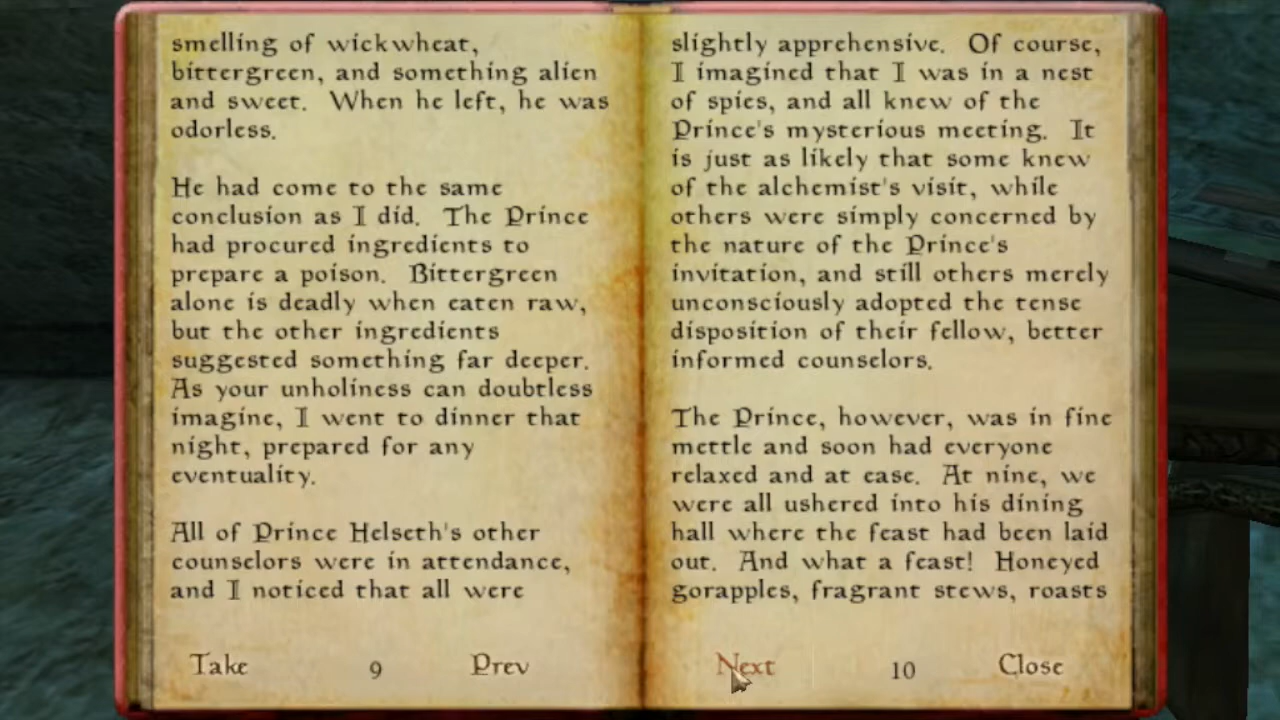 smelling of wickwheat,
bittergreen, and something alien
and sweet. When he left, he was
odorless.
He had come to the same
conclusion as I did. The Prince
had procured ingredients to
prepare a poison. Bittergreen
alone is deadly when eaten raw,
but the other ingredients
suggested something far deeper.
As your unholiness can doubtless
imagine, I went to dinner that
night, prepared for any
eventuality.
All of Prince Helseth's other
counselors were in attendance,
and I noticed that all were
slightly apprehensive. Of course,
I imagined that I was in a nest
of spies, and all knew of the
Prince's mysterious meeting. It
is just as likely that some knew
of the alchemist's visit, while
others were simply concerned by
the nature of the Prince's
invitation, and still others merely
unconsciously adopted the tense
disposition of their fellow, better
informed counselors.
The Prince, however, was in fine
mettle and soon had everyone
relaxed and at ease. At nine, we
were all ushered into his dining
hall where the feast had been laid
out. And what a feast! Honeyed
gorapples, fragrant stews, roasts
Take 9 Prev Next 10 Close